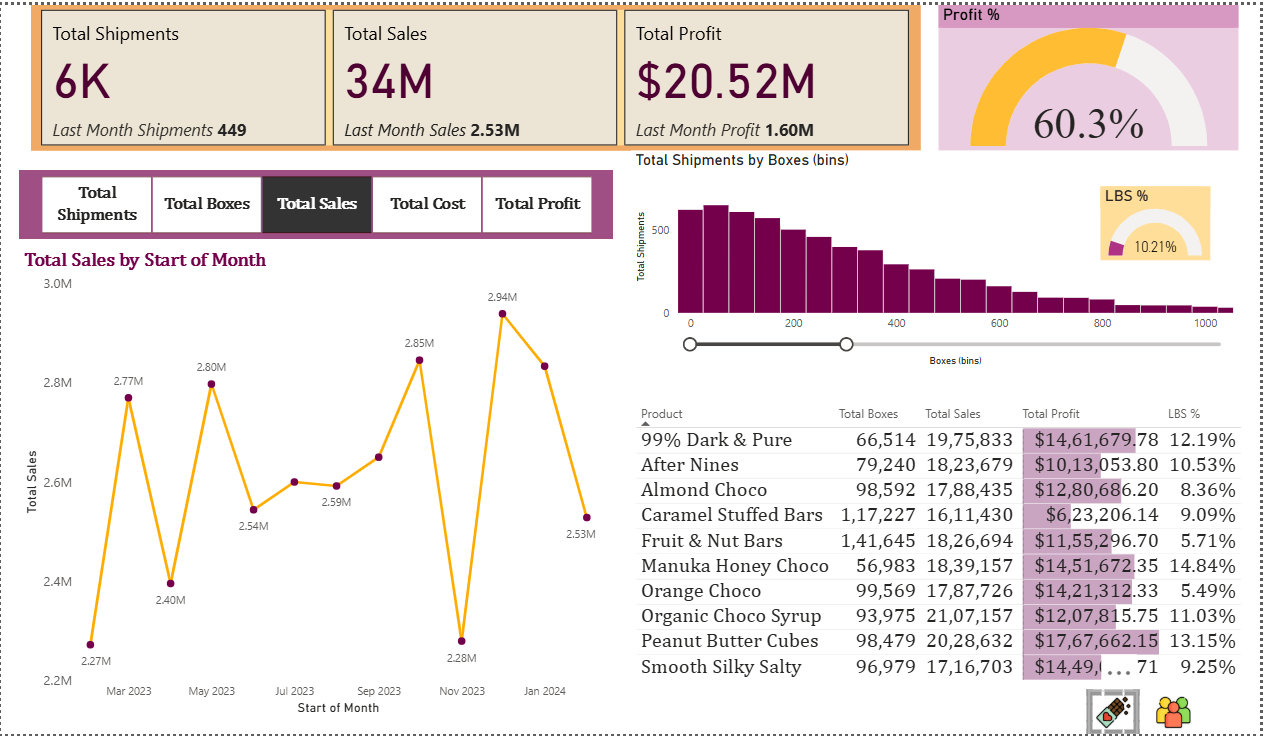 Total Shipments
6K
Last Month Shipments 449
Total Sales
34M
Last Month Sales 2.53M
Total Profit
$20.52M
Last Month Profit 1.60M
Profit %
60.3%
Total Shipments
Total Boxes
Total Sales
Total Cost
Total Profit
Total Sales by Start of Month
Total Sales
3.0M
2.8M
2.6M
2.4M
2.2M
2.27M
2.77M
2.40M
2.80M
2.54M
2.59M
2.85M
2.28M
2.94M
2.53M
Mar 2023 May 2023 Jul 2023 Sep 2023 Nov 2023 Jan 2024
Start of Month
Total Shipments by Boxes (bins)
Total Shipments
500
0
0 200 400 600 800 1000
Boxes (bins)
LBS %
10.21%
Product Total Boxes Total Sales Total Profit LBS %
99% Dark & Pure 66,514 19,75,833 $14,61,679.78 12.19%
After Nines 79,240 18,23,679 $10,13,053.80 10.53%
Almond Choco 98,592 17,88,435 $12,80,686.20 8.36%
Caramel Stuffed Bars 1,17,227 16,11,430 $6,23,206.14 9.09%
Fruit & Nut Bars 1,41,645 18,26,694 $11,55,296.70 5.71%
Manuka Honey Choco 56,983 18,39,157 $14,51,672.35 14.84%
Orange Choco 99,569 17,87,726 $14,21,312.33 5.49%
Organic Choco Syrup 93,975 21,07,157 $12,07,815.75 11.03%
Peanut Butter Cubes 98,479 20,28,632 $17,67,662.15 13.15%
Smooth Silky Salty 96,979 17,16,703 9.25%